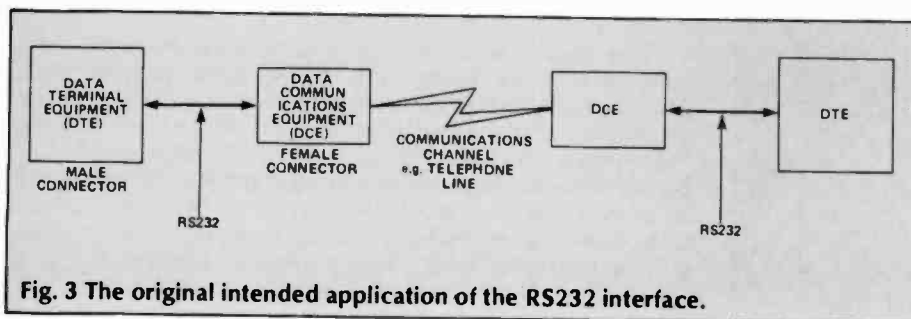 DATA
TERMINAL
EQUIPMENT
(DTE)
MALE
CONNECTOR
RS232
DATA
COMMUN
ICATIONS
EQUIPMENT
(DCE)
FEMALE
CONNECTOR
COMMUNICATIONS
CHANNEL
e.g. TELEPHONE
LINE
DCE
RS232
DTE
Fig. 3 The original intended application of the RS232 interface.